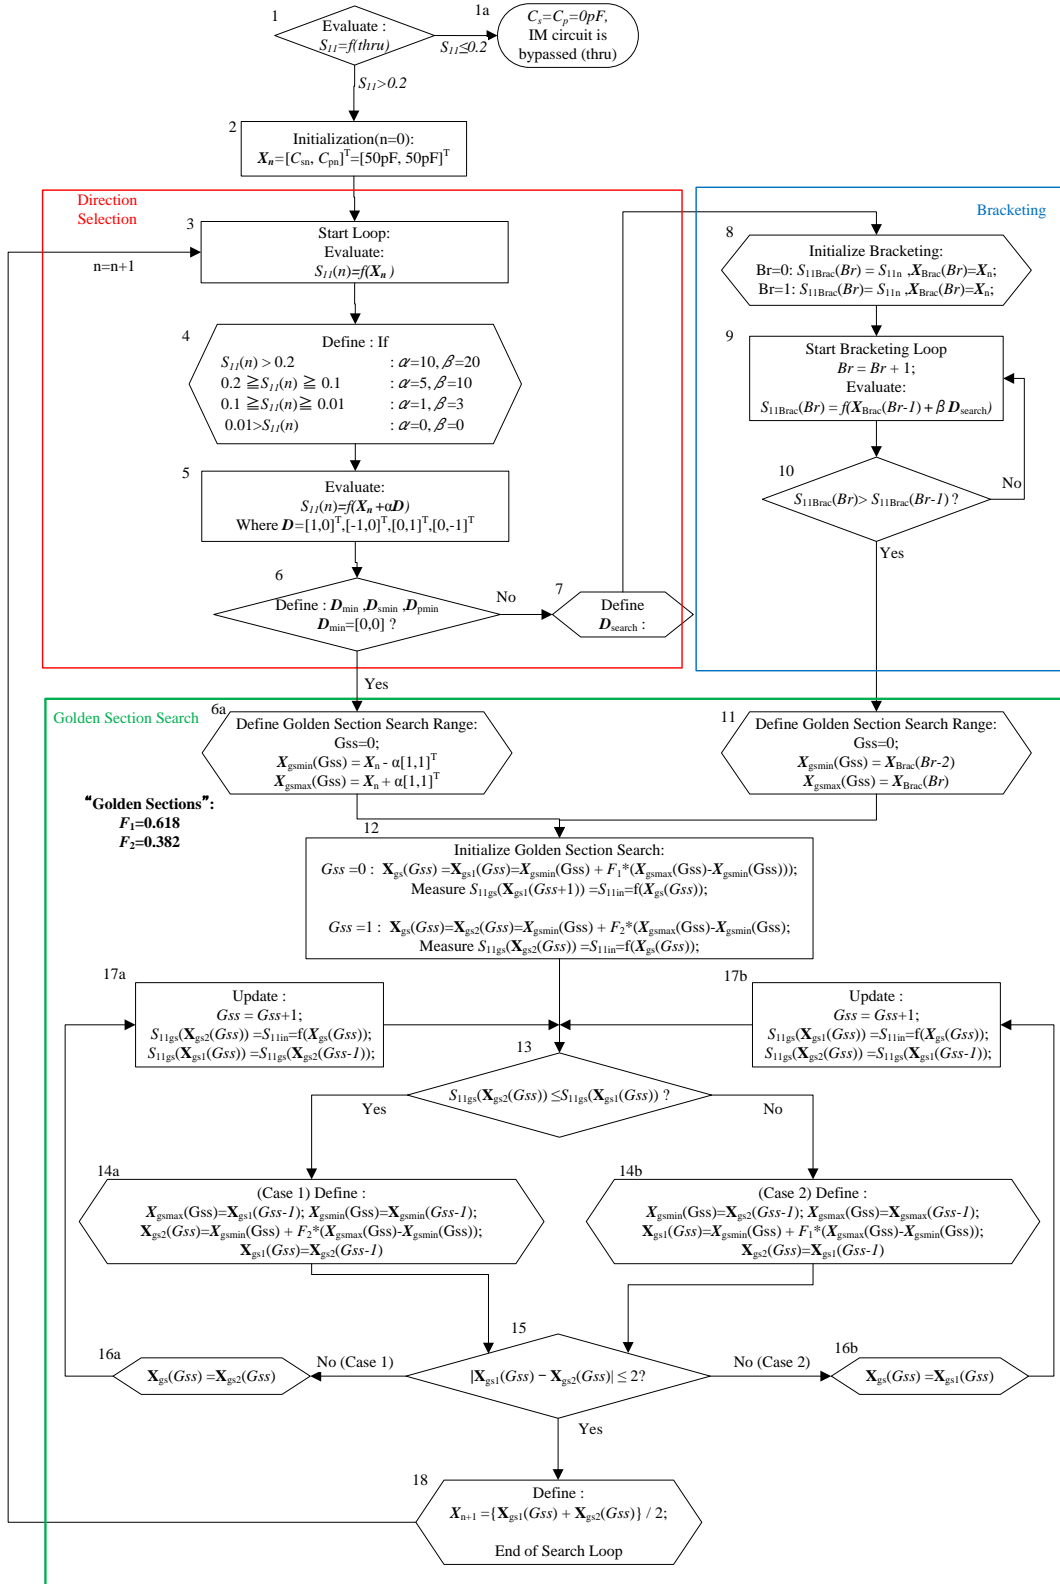 1
Evaluate :
S11=f(thru)
1a
Cs=Cp=0pF,
IM circuit is
bypassed (thru)
S11≤0.2
S11>0.2
2
Initialization(n=0):
Xn=[Csn, Cpn]T=[50pF, 50pF]T
Direction
Selection
3
Start Loop:
Evaluate:
S11(n)=f(Xn)
n=n+1
4
Define : If
S11(n) > 0.2 : α=10, β=20
0.2 ≧S11(n) ≧ 0.1 : α=5, β=10
0.1 ≧S11(n)≧ 0.01 : α=1, β=3
0.01>S11(n) : α=0, β=0
5
Evaluate:
S11(n)=f(Xn+αD)
Where D=[1,0]T,[-1,0]T,[0,1]T,[0,-1]T
6
Define : Dmin ,Dsmin ,Dpmin
Dmin=[0,0] ?
No
Yes
7
Define
Dsearch :
Bracketing
8
Initialize Bracketing:
Br=0: S11Brac(Br) = S11n ,XBrac(Br)=Xn;
Br=1: S11Brac(Br)= S11n ,XBrac(Br)=Xn;
9
Start Bracketing Loop
Br = Br + 1;
Evaluate:
S11Brac(Br) = f(XBrac(Br-1) + β Dsearch)
10
S11Brac(Br)> S11Brac(Br-1) ?
No
Yes
Golden Section Search
6a
Define Golden Section Search Range:
Gss=0;
Xgsmin(Gss) = Xn - α[1,1]T
Xgsmax(Gss) = Xn + α[1,1]T
11
Define Golden Section Search Range:
Gss=0;
Xgsmin(Gss) = XBrac(Br-2)
Xgsmax(Gss) = XBrac(Br)
“Golden Sections”:
F1=0.618
F2=0.382
12
Initialize Golden Section Search:
Gss =0 : Xgs(Gss) =Xgs1(Gss)=Xgsmin(Gss) + F1*(Xgsmax(Gss)-Xgsmin(Gss)));
Measure S11gs(Xgs1(Gss+1)) =S11in=f(Xgs(Gss));
Gss =1 : Xgs(Gss)=Xgs2(Gss)=Xgsmin(Gss) + F2*(Xgsmax(Gss)-Xgsmin(Gss);
Measure S11gs(Xgs2(Gss)) =S11in=f(Xgs(Gss));
17a
Update :
Gss = Gss+1;
S11gs(Xgs2(Gss)) =S11in=f(Xgs(Gss));
S11gs(Xgs1(Gss)) =S11gs(Xgs2(Gss-1));
17b
Update :
Gss = Gss+1;
S11gs(Xgs1(Gss)) =S11in=f(Xgs(Gss));
S11gs(Xgs2(Gss)) =S11gs(Xgs1(Gss-1));
13
S11gs(Xgs2(Gss)) ≤S11gs(Xgs1(Gss)) ?
Yes
No
14a
(Case 1) Define :
Xgsmax(Gss)=Xgs1(Gss-1); Xgsmin(Gss)=Xgsmin(Gss-1);
Xgs2(Gss)=Xgsmin(Gss) + F2*(Xgsmax(Gss)-Xgsmin(Gss));
Xgs1(Gss)=Xgs2(Gss-1)
14b
(Case 2) Define :
Xgsmin(Gss)=Xgs2(Gss-1); Xgsmax(Gss)=Xgsmax(Gss-1);
Xgs1(Gss)=Xgsmin(Gss) + F1*(Xgsmax(Gss)-Xgsmin(Gss));
Xgs2(Gss)=Xgs1(Gss-1)
15
|Xgs1(Gss) − Xgs2(Gss)| ≤ 2?
No (Case 1)
No (Case 2)
16a
Xgs(Gss) =Xgs2(Gss)
16b
Xgs(Gss) =Xgs1(Gss)
Yes
18
Define :
Xn+1 ={Xgs1(Gss) + Xgs2(Gss)} / 2;
End of Search Loop